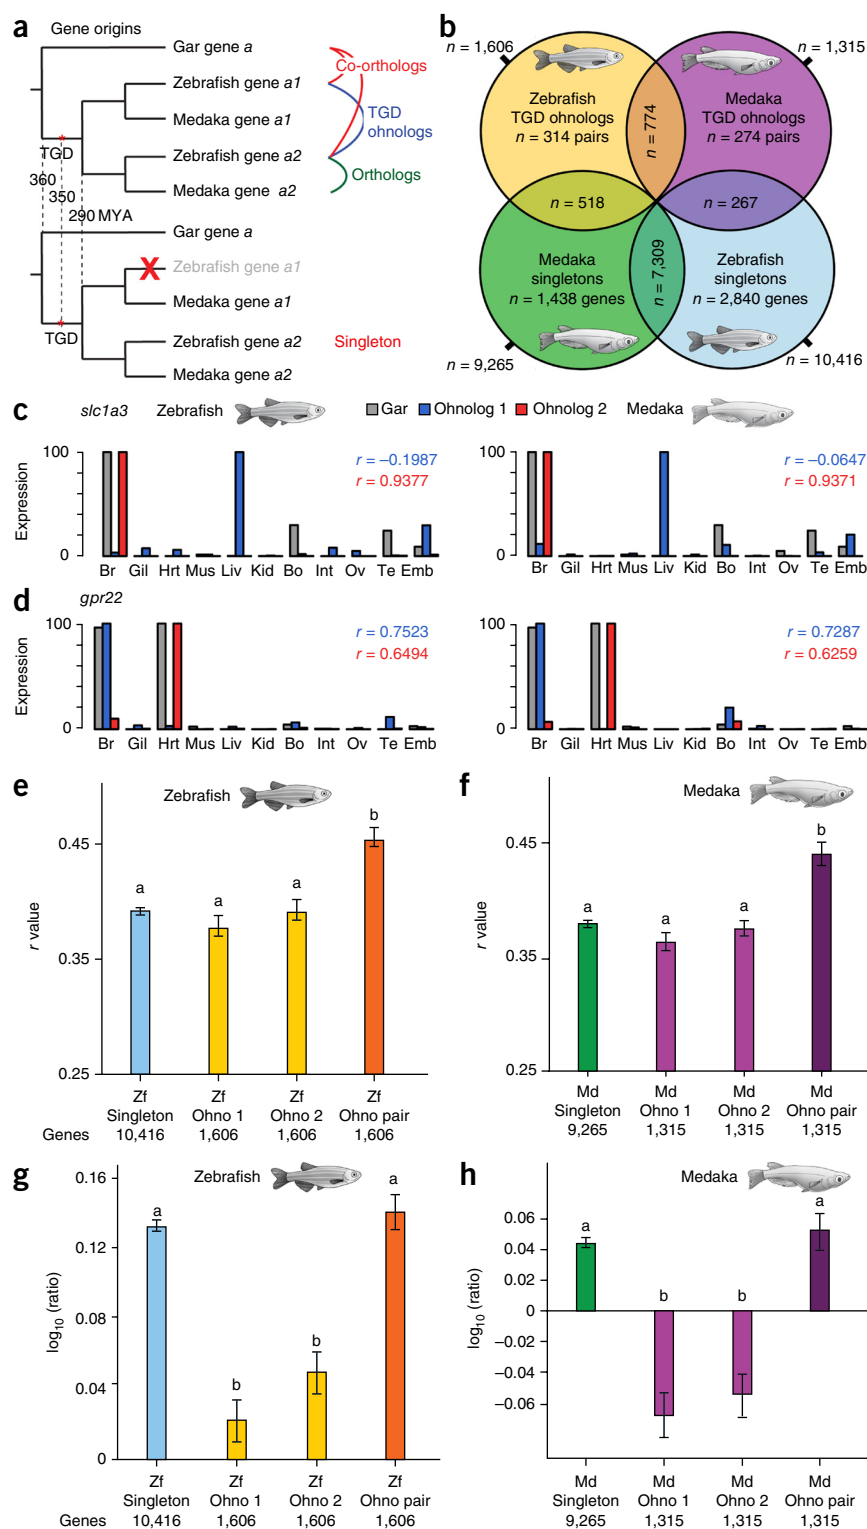 a
Gene origins
Gar gene a
Zebrafish gene a1
Medaka gene a1
Zebrafish gene a2
Medaka gene a2
Co-orthologs
TGD
ohnologs
Orthologs
TGD
360
350
290 MYA
Gar gene a
X
Zebrafish gene a1
Medaka gene a1
TGD
Zebrafish gene a2
Singleton
Medaka gene a2
b
n = 1,606
n = 1,315
Zebrafish
TGD ohnologs
n = 314 pairs
n = 774
Medaka
TGD ohnologs
n = 274 pairs
n = 518
n = 267
Medaka
singletons
n = 1,438 genes
n = 7,309
Zebrafish
singletons
n = 2,840 genes
n = 9,265
n = 10,416
c
slc1a3
Zebrafish
Gar
Ohnolog 1
Ohnolog 2
Medaka
Expression
100
0
r = –0.1987
r = 0.9377
Br Gil Hrt Mus Liv Kid Bo Int Ov Te Emb
100
0
r = –0.0647
r = 0.9371
Br Gil Hrt Mus Liv Kid Bo Int Ov Te Emb
d
gpr22
Expression
100
0
r = 0.7523
r = 0.6494
Br Gil Hrt Mus Liv Kid Bo Int Ov Te Emb
100
0
r = 0.7287
r = 0.6259
Br Gil Hrt Mus Liv Kid Bo Int Ov Te Emb
e
Zebrafish
r value
0.45
0.35
0.25
a
a
a
b
Zf Zf Zf Zf
Singleton Ohno 1 Ohno 2 Ohno pair
Genes 10,416 1,606 1,606 1,606
f
Medaka
r value
0.45
0.35
0.25
a
a
a
b
Md Md Md Md
Singleton Ohno 1 Ohno 2 Ohno pair
9,265 1,315 1,315 1,315
g
Zebrafish
log10 (ratio)
0.16
0.12
0.08
0.04
0
a
b
b
a
Zf Zf Zf Zf
Singleton Ohno 1 Ohno 2 Ohno pair
Genes 10,416 1,606 1,606 1,606
h
Medaka
log10 (ratio)
0.06
0.04
0.02
0
–0.02
–0.04
–0.06
a
b
b
a
Md Md Md Md
Singleton Ohno 1 Ohno 2 Ohno pair
9,265 1,315 1,315 1,315